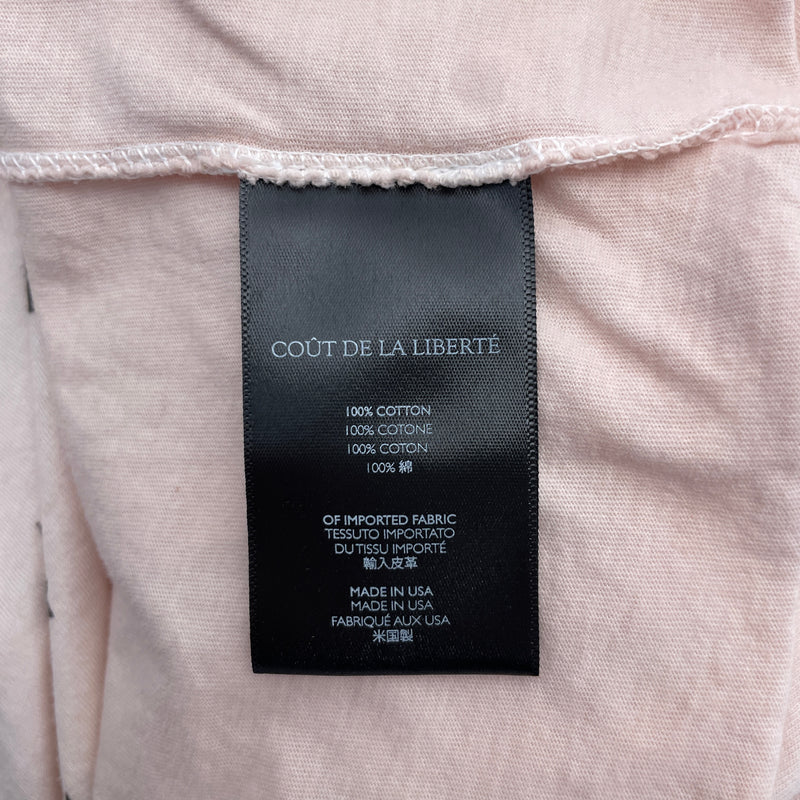 COÛT DE LA LIBERTÉ
100% COTTON
100% COTONE
100% COTON
100% 綿
OF IMPORTED FABRIC
TESSUTO IMPORTATO
DU TISSU IMPORTÉ
輸入皮革
MADE IN USA
MADE IN USA
FABRIQUÉ AUX USA
米国製